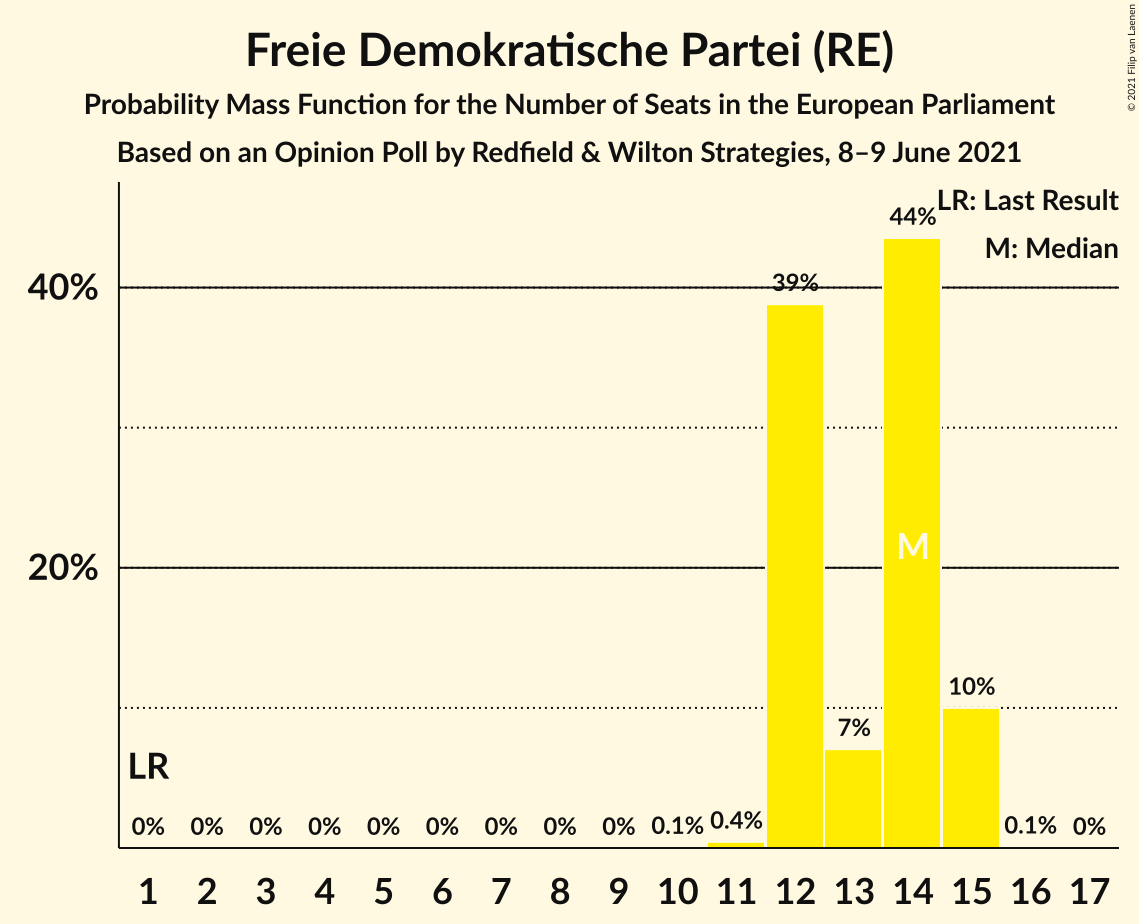 Freie Demokratische Partei (RE)
Probability Mass Function for the Number of Seats in the European Parliament
Based on an Opinion Poll by Redfield & Wilton Strategies, 8–9 June 2021
© 2021 Filip van Laenen
LR: Last Result
M: Median
44%
39%
40%
M
20%
10%
7%
LR
0% 0% 0% 0% 0% 0% 0% 0% 0% 0.1% 0.4% 0.1% 0%
1 2 3 4 5 6 7 8 9 10 11 12 13 14 15 16 17